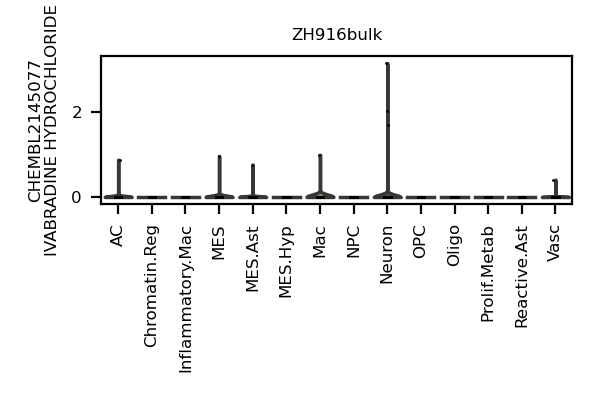 ZH916bulk
CHEMBL2145077
IVABRADINE HYDROCHLORIDE
2
0
AC
Chromatin.Reg
Inflammatory.Mac
MES
MES.Ast
MES.Hyp
Mac
NPC
Neuron
OPC
Oligo
Prolif.Metab
Reactive.Ast
Vasc